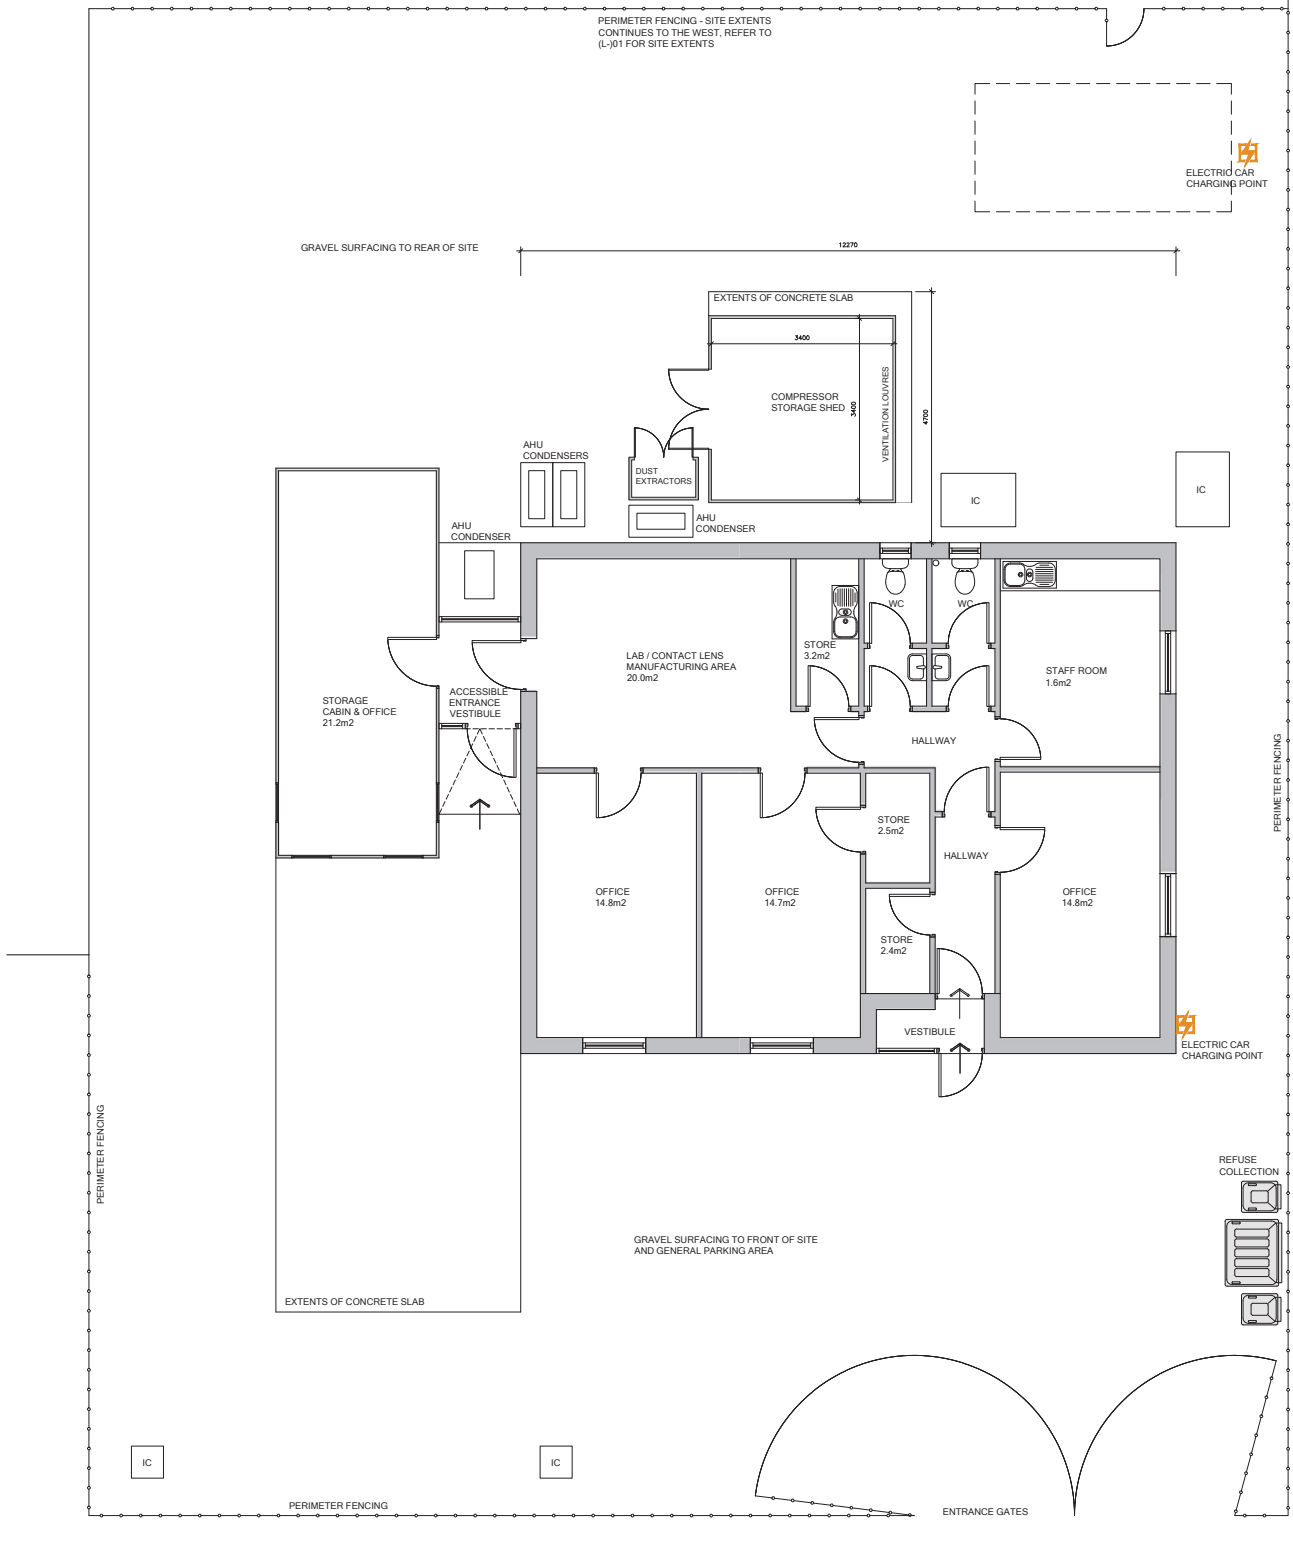 PERIMETER FENCING - SITE EXTENTS
CONTINUES TO THE WEST, REFER TO
(L-)01 FOR SITE EXTENTS
ELECTRIC CAR
CHARGING POINT
GRAVEL SURFACING TO REAR OF SITE
12270
EXTENTS OF CONCRETE SLAB
3400
COMPRESSOR
STORAGE SHED
3400
VENTILATION LOUVRES
4700
AHU
CONDENSERS
DUST
EXTRACTORS
IC
IC
AHU
CONDENSER
AHU
CONDENSER
WC
WC
STORE
3.2m2
LAB / CONTACT LENS
MANUFACTURING AREA
20.0m2
STAFF ROOM
1.6m2
STORAGE
CABIN & OFFICE
21.2m2
ACCESSIBLE
ENTRANCE
VESTIBULE
HALLWAY
PERIMETER FENCING
STORE
2.5m2
HALLWAY
OFFICE
14.8m2
OFFICE
14.7m2
OFFICE
14.8m2
STORE
2.4m2
VESTIBULE
ELECTRIC CAR
CHARGING POINT
PERIMETER FENCING
REFUSE
COLLECTION
GRAVEL SURFACING TO FRONT OF SITE
AND GENERAL PARKING AREA
EXTENTS OF CONCRETE SLAB
IC
IC
PERIMETER FENCING
ENTRANCE GATES